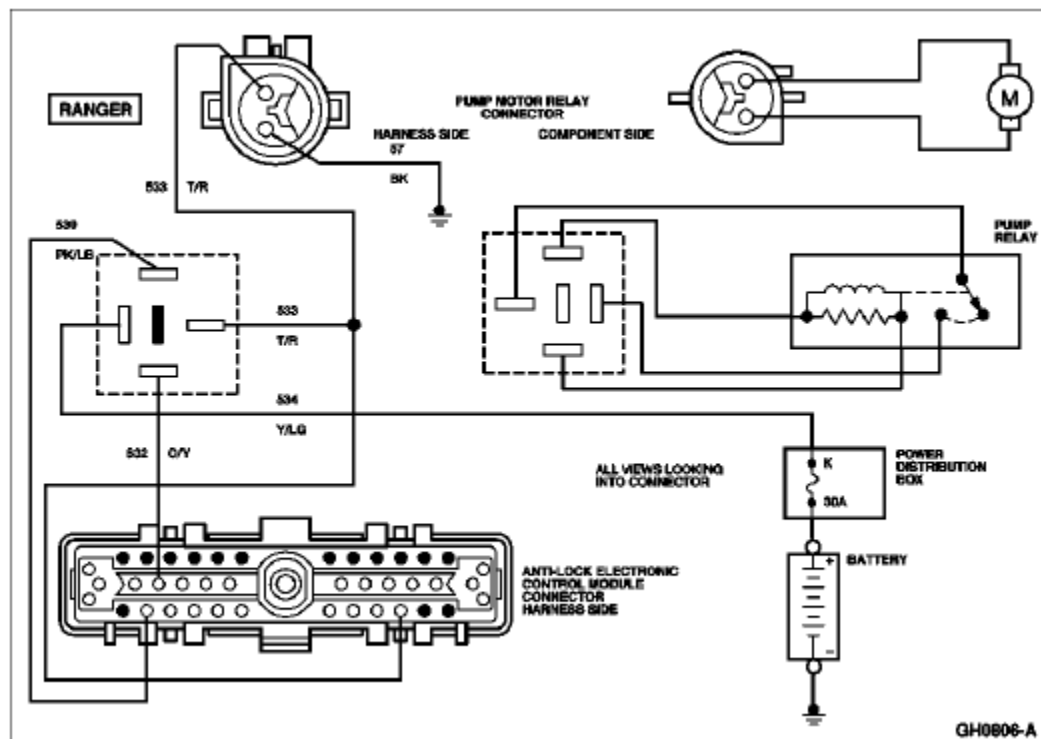 RANGER
PUMP MOTOR RELAY
CONNECTOR
HARNESS SIDE
COMPONENT SIDE
57
BK
M
533 T/R
539
PK/LB
533
T/R
534
Y/LG
532 O/Y
PUMP
RELAY
ALL VIEWS LOOKING
INTO CONNECTOR
K
30A
POWER
DISTRIBUTION
BOX
BATTERY
+
-
ANTI-LOCK ELECTRONIC
CONTROL MODULE
CONNECTOR
HARNESS SIDE
GH0806-A